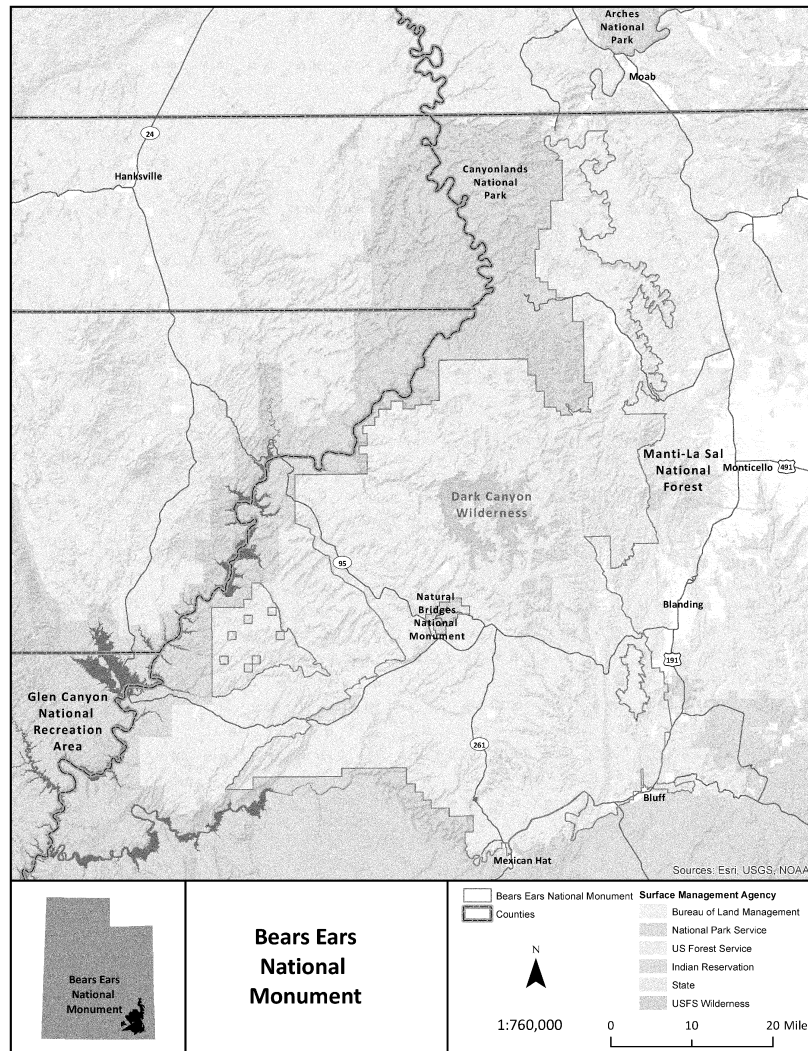 Arches
National
Park
Moab
24
Hanksville
Canyonlands
National
Park
Manti-La Sal
National
Forest
Monticello
491
Dark Canyon
Wilderness
95
Natural
Bridges
National
Monument
Blanding
191
Glen Canyon
National
Recreation
Area
261
Bluff
Mexican Hat
Sources: Esri, USGS, NOAA
Bears Ears
National
Monument
Bears Ears
National
Monument
Bears Ears National Monument
Counties
N
1:760,000
Surface Management Agency
Bureau of Land Management
National Park Service
US Forest Service
Indian Reservation
State
USFS Wilderness
0 10 20 Mile